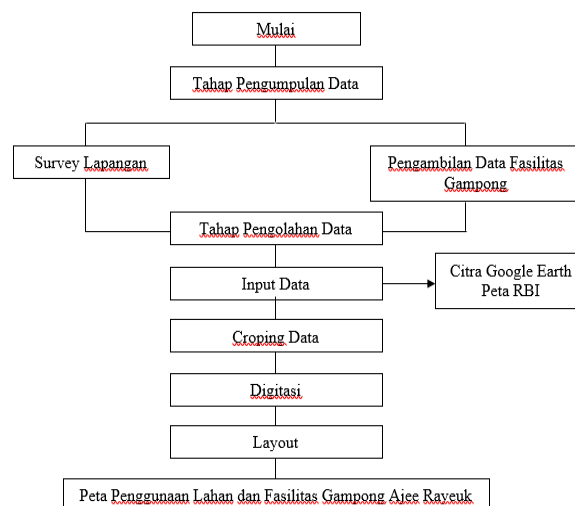 Mulai
Tahap Pengumpulan Data
Survey Lapangan
Pengambilan Data Fasilitas
Gampong
Tahap Pengolahan Data
Input Data
Citra Google Earth
Peta RBI
Croping Data
Digitasi
Layout
Peta Penggunaan Lahan dan Fasilitas Gampong Ajee Rayeuk